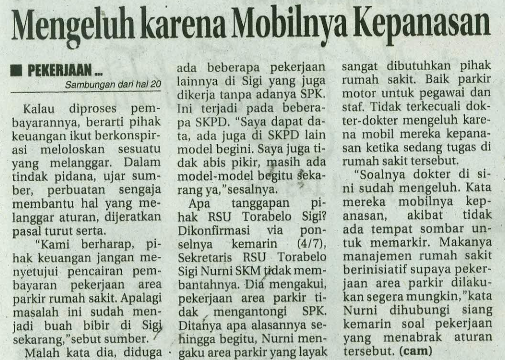 Mengeluh karena Mobilnya Kepanasan
PEKERJAAN ...
Sambungan dari hal 20
Kalau diproses pem-
bayarannya, berarti pihak
keuangan ikut berkonspira-
si meloloskan sesuatu
yang melanggar. Dalam
tindak pidana, ujar sum-
ber, perbuatan sengaja
membantu hal yang me-
langgar aturan, dijeratkan
pasal turut serta.
"Kami berharap, pi-
hak keuangan jangan me-
nyetujui pencairan pem-
bayaran pekerjaan area
parkir rumah sakit. Apalagi
masalah ini sudah men-
jadi buah bibir di Sigi
sekarang,"sebut sumber.
Malah kata dia, diduga
ada beberapa pekerjaan
lainnya di Sigi yang juga
dikerja tanpa adanya SPK.
Ini terjadi pada bebera-
pa SKPD. "Saya dapat da-
ta, ada juga di SKPD lain
model begini. Saya juga ti-
dak abis pikir, masih ada
model-model begitu seka-
rang ya,"sesalnya.
Apa tanggapan pi-
hak RSU Torabelo Sigi?
Dikonfirmasi via pon-
selnya kemarin (4/7),
Sekretaris RSU Torabelo
Sigi Nurni SKM tidak mem-
bantahnya. Dia mengakui,
pekerjaan area parkir ti-
dak mengantongi SPK.
Ditanya apa alasannya se-
hingga begitu, Nurni men-
gaku area parkir yang layak
sangat dibutuhkan pihak
rumah sakit. Baik parkir
motor untuk pegawai dan
staf. Tidak terkecuali dok-
ter-dokter mengeluh kare-
na mobil mereka kepana-
san ketika sedang tugas di
rumah sakit tersebut.
"Soalnya dokter di si-
ni sudah mengeluh. Kata
mereka mobilnya kep-
anasan, akibat tidak
ada tempat sombar un-
tuk memarkir. Makanya
manajemen rumah sakit
berinisiatif supaya peker-
jaan area parkir dilaku-
kan segera mungkin,"kata
Nurni dihubungi siang
kemarin soal pekerjaan
yang menabrak aturan
tersebut. (cam)